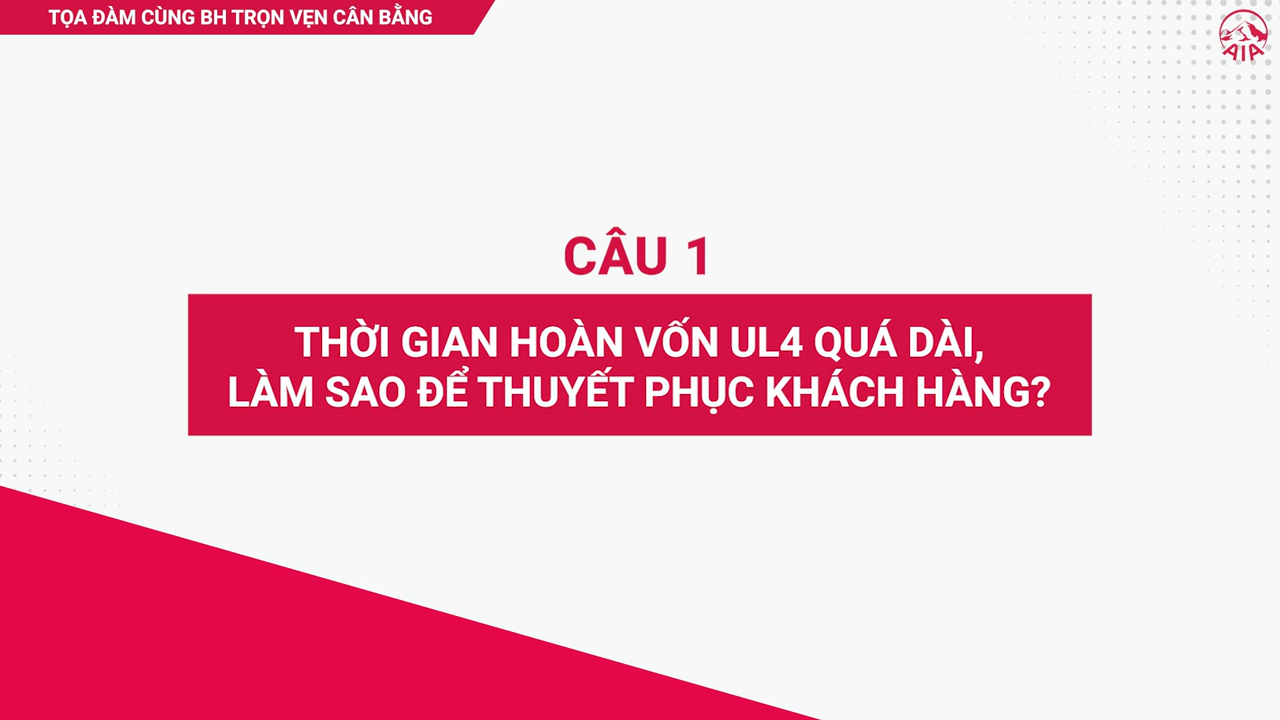 TỌA ĐÀM CÙNG BH TRỌN VẸN CÂN BẰNG
AIA
CÂU 1
THỜI GIAN HOÀN VỐN UL4 QUÁ DÀI,
LÀM SAO ĐỂ THUYẾT PHỤC KHÁCH HÀNG?